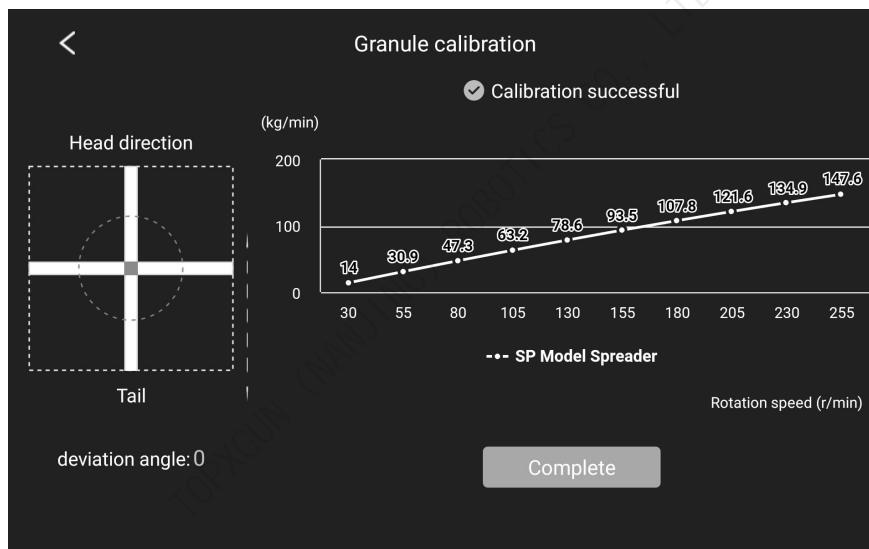 Granule calibration
Calibration successful
(kg/min)
Head direction
200
100
0
14 30.9 47.3 63.2 78.6 93.5 107.8 121.6 134.9 147.6
30 55 80 105 130 155 180 205 230 255
SP Model Spreader
Tail
Rotation speed (r/min)
deviation angle:0
Complete